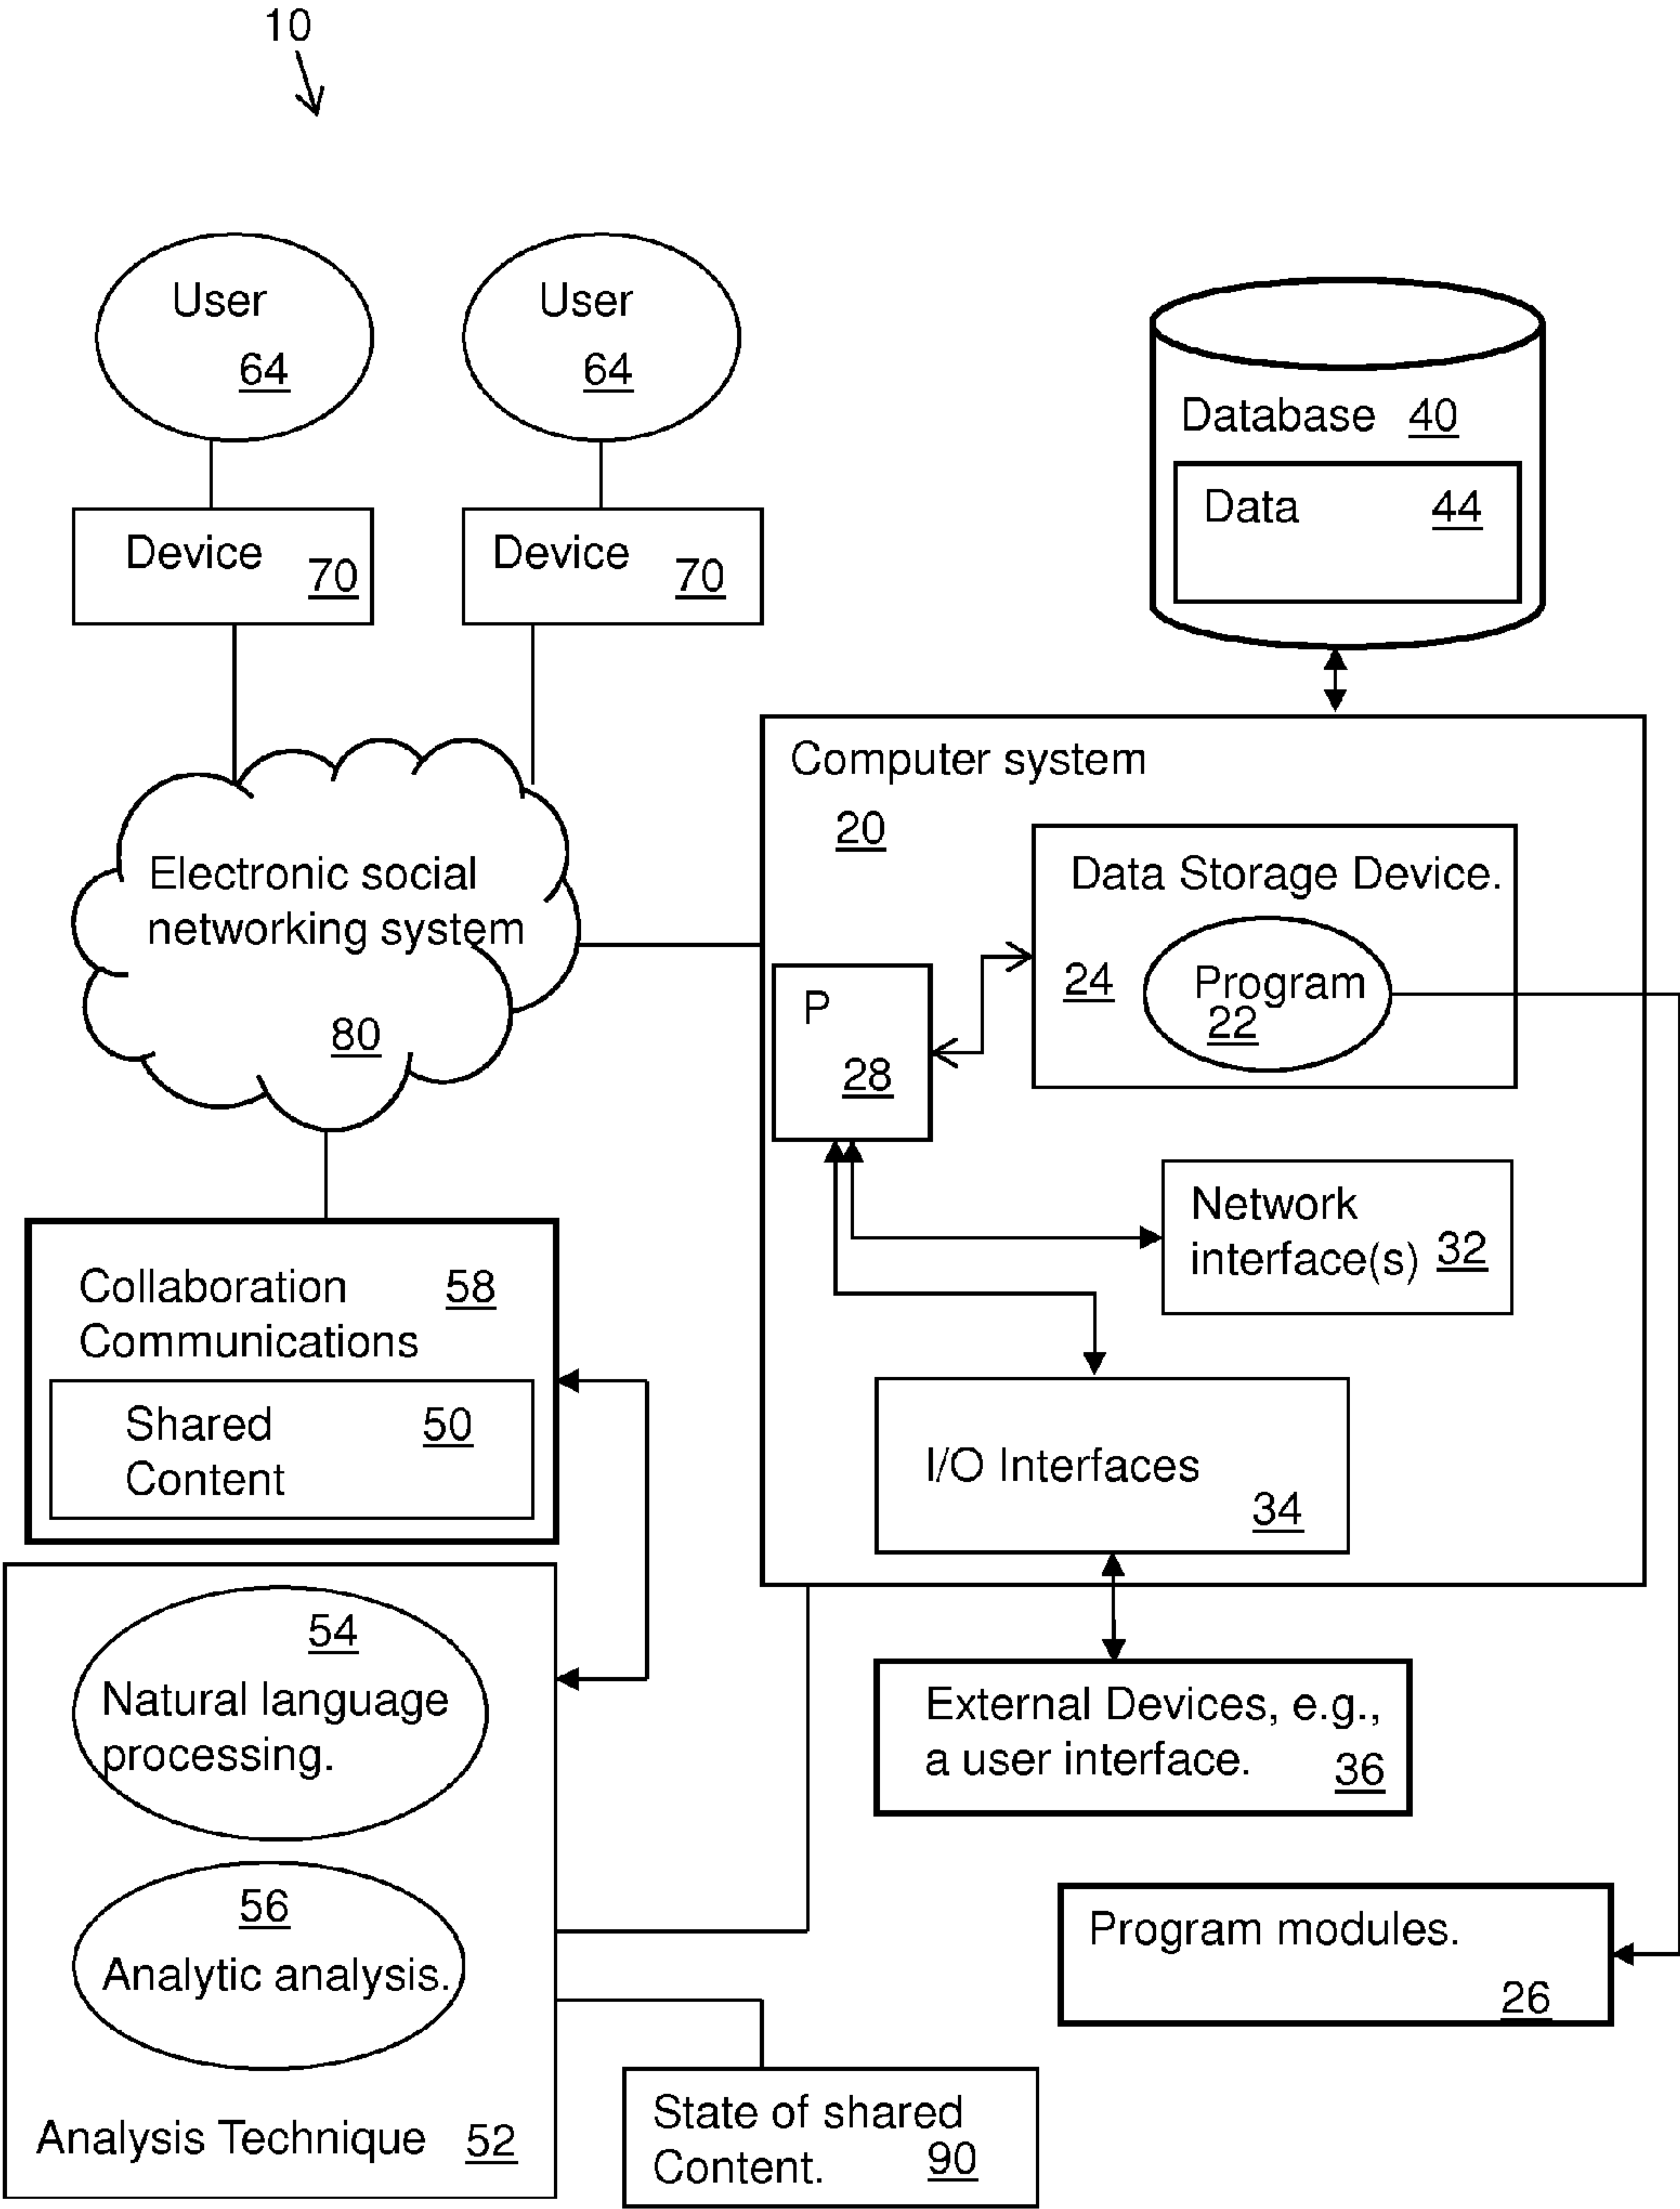 10
User
64
User
64
Device
70
Device
70
Database 40
Data 44
Computer system
20
Data Storage Device.
24
Program
22
P
28
Network
interface(s) 32
I/O Interfaces
34
External Devices, e.g.,
a user interface.
36
Program modules.
26
Electronic social
networking system
80
Collaboration 58
Communications
Shared 50
Content
54
Natural language
processing.
56
Analytic analysis.
Analysis Technique 52
State of shared
Content. 90